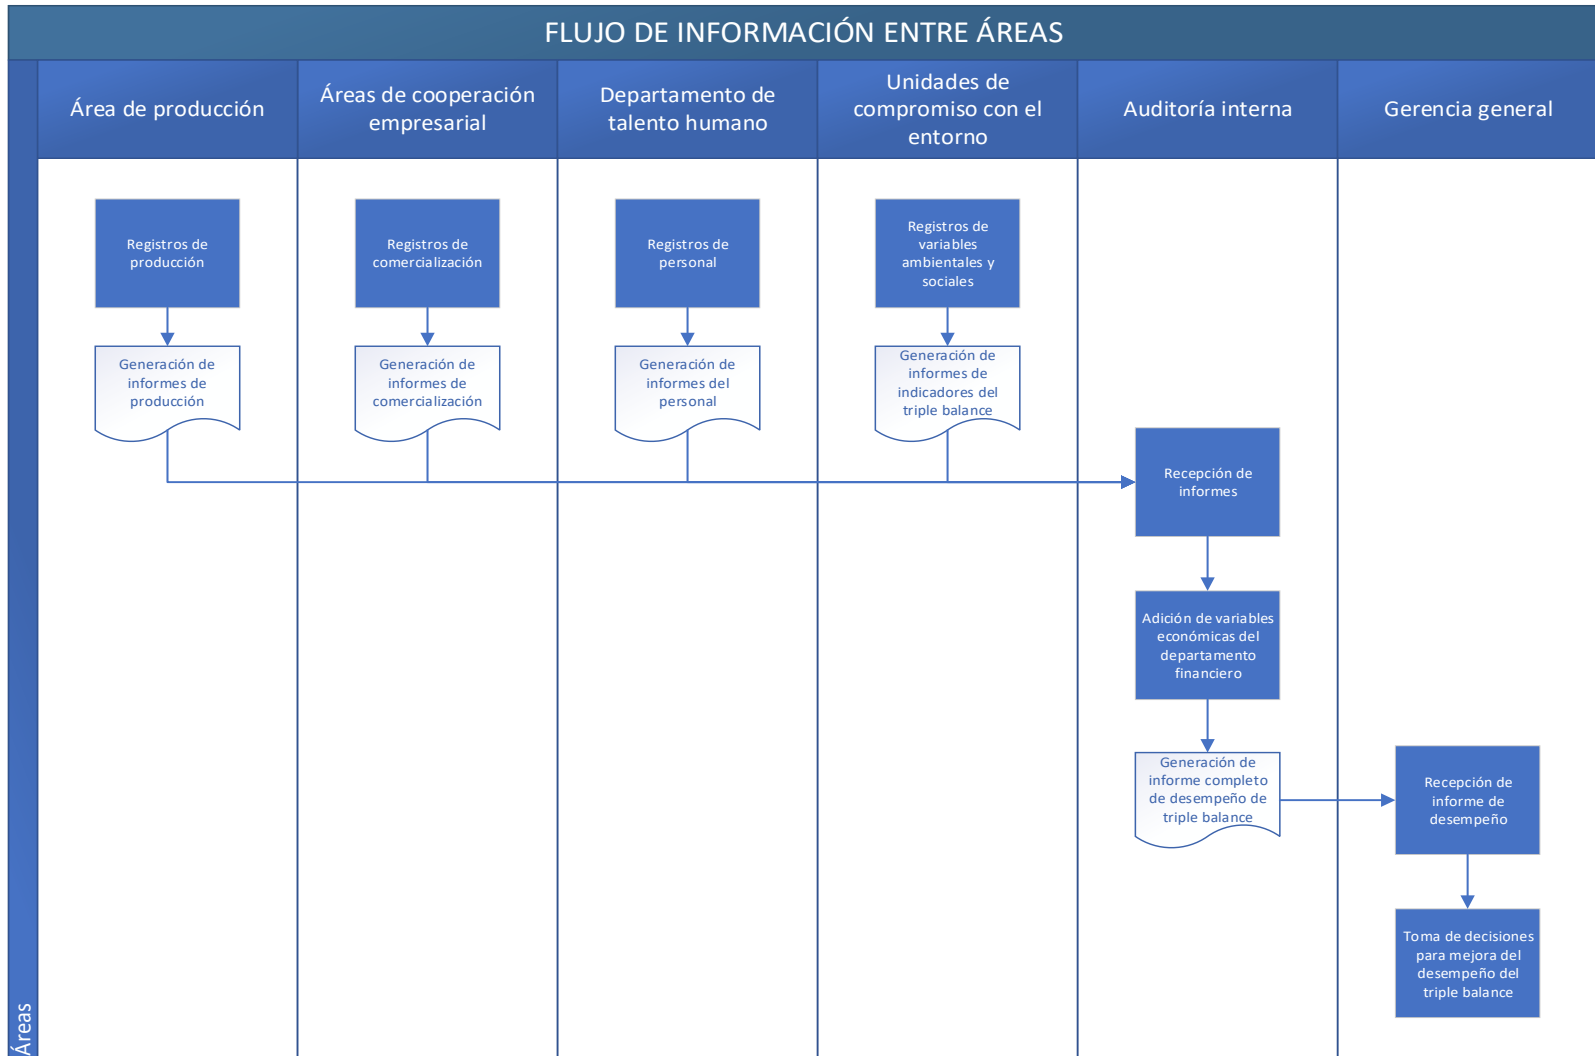 FLUJO DE INFORMACIÓN ENTRE ÁREAS
Área de producción
Áreas de cooperación
empresarial
Departamento de
talento humano
Unidades de
compromiso con el
entorno
Auditoría interna
Gerencia general
Registros de
producción
Registros de
comercialización
Registros de
personal
Registros de
variables
ambientales y
sociales
Generación de
informes de
producción
Generación de
informes de
comercialización
Generación de
informes del
personal
Generación de
informes de
indicadores del
triple balance
Recepción de
informes
Adición de variables
económicas del
departamento
financiero
Generación de
informe completo
de desempeño de
triple balance
Recepción de
informe de
desempeño
Toma de decisiones
para mejora del
desempeño del
triple balance
Áreas